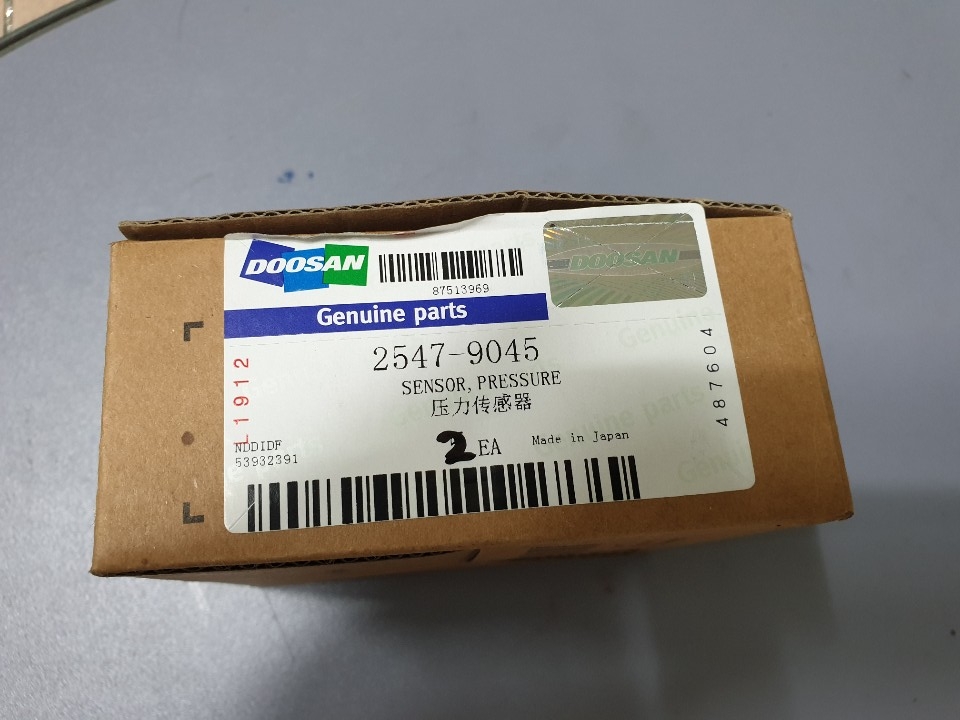 DOOSAN
87513969
DOOSAN
Genuine parts
2547-9045
SENSOR, PRESSURE
压力传感器
2 EA
Made in Japan
NDDIDF
53932391
L1912
487604